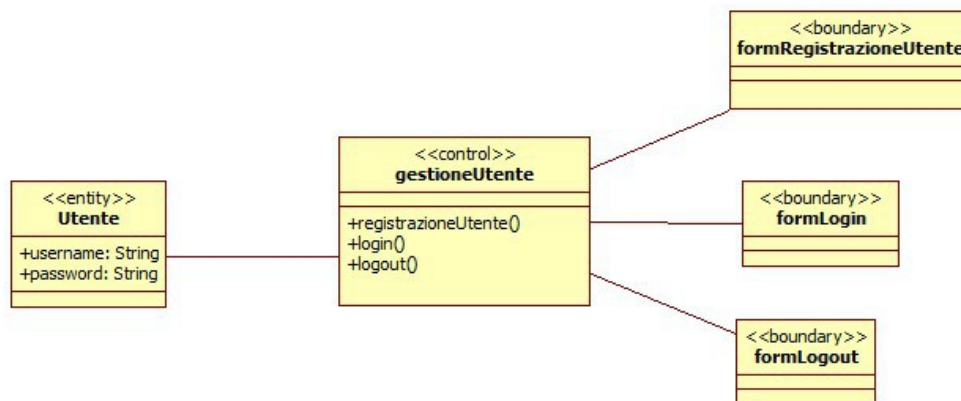 <<entity>>
Utente
+username: String
+password: String
<<control>>
gestioneUtente
+registrazioneUtente()
+login()
+logout()
<<boundary>>
formRegistrazioneUtente
<<boundary>>
formLogin
<<boundary>>
formLogout